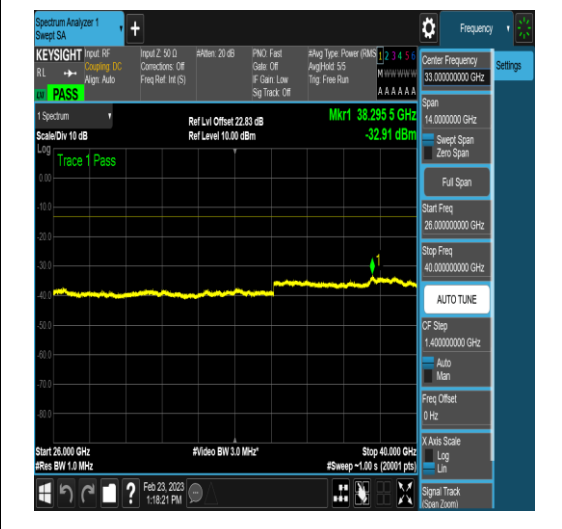 Spectrum Analyzer 1
Swept SA
Frequency
KEYSIGHT
RL
Input: RF
Coupling: DC
Align: Auto
Input Z: 50 Ω
Corrections: Off
Freq Ref: Int (S)
#Atten: 20 dB
PNO: Fast
Gate: Off
IF Gain: Low
Sig Track: Off
#Avg Type: Power (RMS)
Avg|Hold: 5/5
Trig: Free Run
1 2 3 4 5 6
M W W W W W
A A A A A A
PASS
1 Spectrum
Scale/Div 10 dB
Ref Lvl Offset 22.83 dB
Ref Level 10.00 dBm
Mkr1 38.295 5 GHz
-32.91 dBm
Log
Trace 1 Pass
0.00
-10.0
-20.0
-30.0
-40.0
-50.0
-60.0
-70.0
-80.0
1
Start 26.000 GHz
#Res BW 1.0 MHz
#Video BW 3.0 MHz*
Stop 40.000 GHz
#Sweep ~1.00 s (20001 pts)
Feb 23, 2023
1:18:21 PM
Center Frequency
33.000000000 GHz
Settings
Span
14.0000000 GHz
Swept Span
Zero Span
Full Span
Start Freq
26.000000000 GHz
Stop Freq
40.000000000 GHz
AUTO TUNE
CF Step
1.400000000 GHz
Auto
Man
Freq Offset
0 Hz
X Axis Scale
Log
Lin
Signal Track
(Span Zoom)